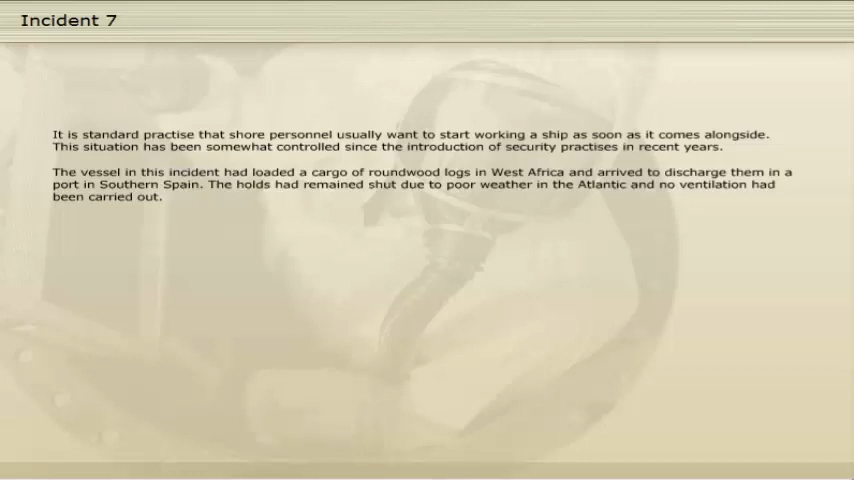 Incident 7
It is standard practise that shore personnel usually want to start working a ship as soon as it comes alongside.
This situation has been somewhat controlled since the introduction of security practises in recent years.
The vessel in this incident had loaded a cargo of roundwood logs in West Africa and arrived to discharge them in a
port in Southern Spain. The holds had remained shut due to poor weather in the Atlantic and no ventilation had
been carried out.